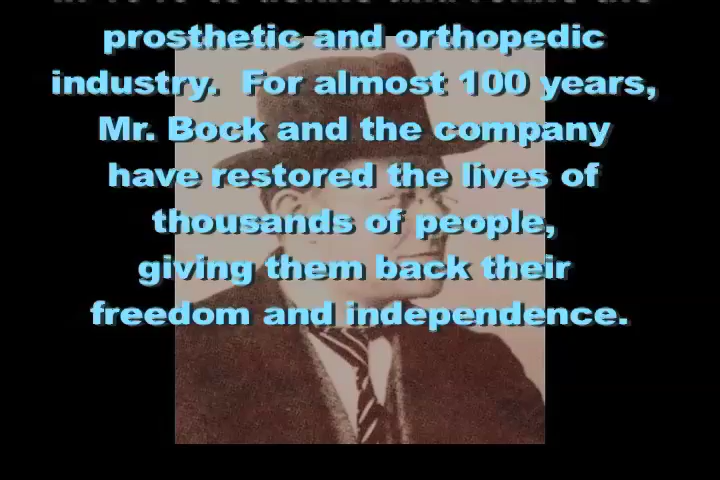 prosthetic and orthopedic
industry.  For almost 100 years,
Mr. Bock and the company
have restored the lives of
thousands of people,
giving them back their
freedom and independence.